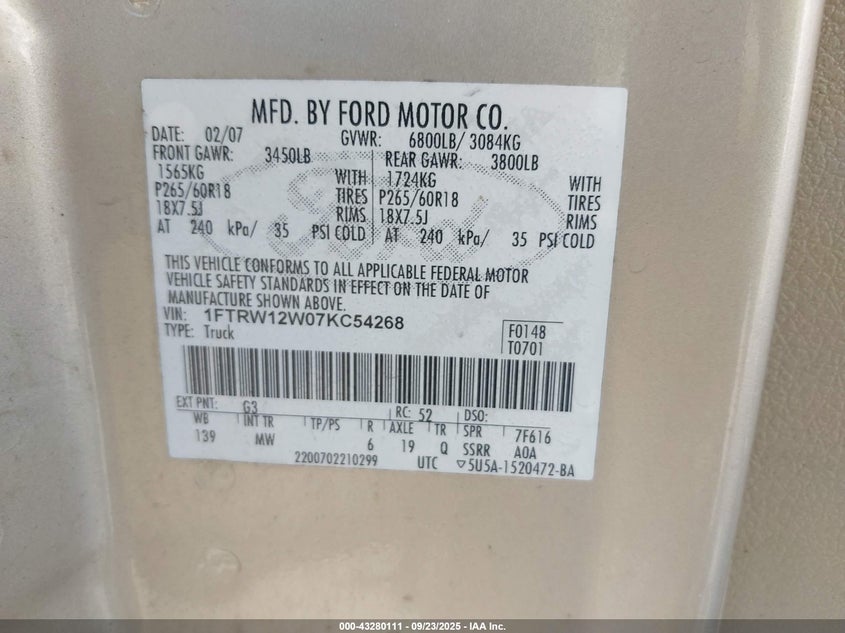 MFD. BY FORD MOTOR CO.
DATE: 02/07 GVWR: 6800LB/ 3084KG
FRONT GAWR: 3450LB REAR GAWR: 3800LB
1565KG WITH 1724KG WITH
P265/60R18 TIRES P265/60R18 TIRES
18X7.5J RIMS 18X7.5J RIMS
AT 240 kPa/ 35 PSI COLD AT 240 kPa/ 35 PSI COLD
THIS VEHICLE CONFORMS TO ALL APPLICABLE FEDERAL MOTOR
VEHICLE SAFETY STANDARDS IN EFFECT ON THE DATE OF
MANUFACTURE SHOWN ABOVE.
VIN: 1FTRW12W07KC54268
TYPE: Truck
F0148
T0701
EXT PNT: G3 RC: 52 DSO:
WB INT TR TP/PS R AXLE TR SPR 7F616
139 MW 6 19 Q SSRR A0A
2200702210299 UTC ▽5U5A-1520472-BA
000-43280111 - 09/23/2025 - IAA Inc.